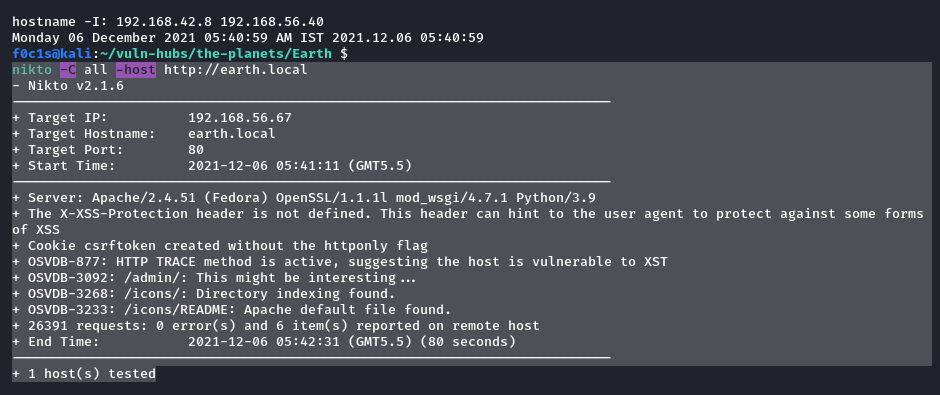 hostname -I: 192.168.42.8 192.168.56.40
Monday 06 December 2021 05:40:59 AM IST 2021.12.06 05:40:59
f0c1s@kali:~/vuln-hubs/the-planets/Earth $
nikto -C all -host http://earth.local
- Nikto v2.1.6
---------------------------------------------------------------------------
+ Target IP:          192.168.56.67
+ Target Hostname:    earth.local
+ Target Port:        80
+ Start Time:         2021-12-06 05:41:11 (GMT5.5)
---------------------------------------------------------------------------
+ Server: Apache/2.4.51 (Fedora) OpenSSL/1.1.1l mod_wsgi/4.7.1 Python/3.9
+ The X-XSS-Protection header is not defined. This header can hint to the user agent to protect against some forms
of XSS
+ Cookie csrftoken created without the httponly flag
+ OSVDB-877: HTTP TRACE method is active, suggesting the host is vulnerable to XST
+ OSVDB-3092: /admin/: This might be interesting...
+ OSVDB-3268: /icons/: Directory indexing found.
+ OSVDB-3233: /icons/README: Apache default file found.
+ 26391 requests: 0 error(s) and 6 item(s) reported on remote host
+ End Time:           2021-12-06 05:42:31 (GMT5.5) (80 seconds)
---------------------------------------------------------------------------
+ 1 host(s) tested